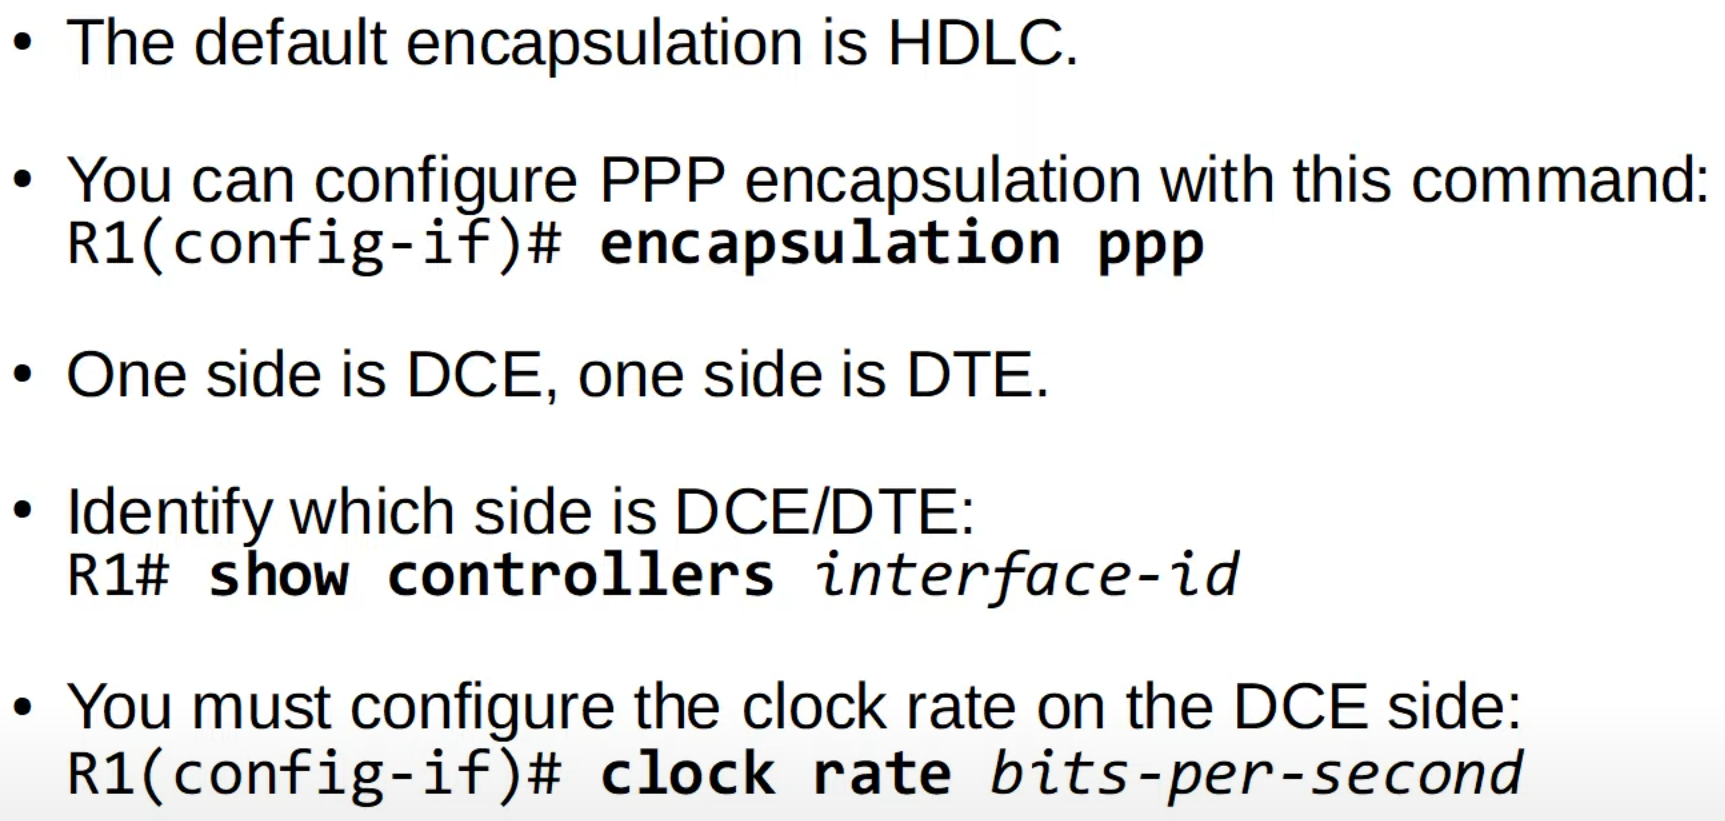 • The default encapsulation is HDLC.
• You can configure PPP encapsulation with this command:
R1(config-if)# encapsulation ppp
• One side is DCE, one side is DTE.
• Identify which side is DCE/DTE:
R1# show controllers interface-id
• You must configure the clock rate on the DCE side:
R1(config-if)# clock rate bits-per-second